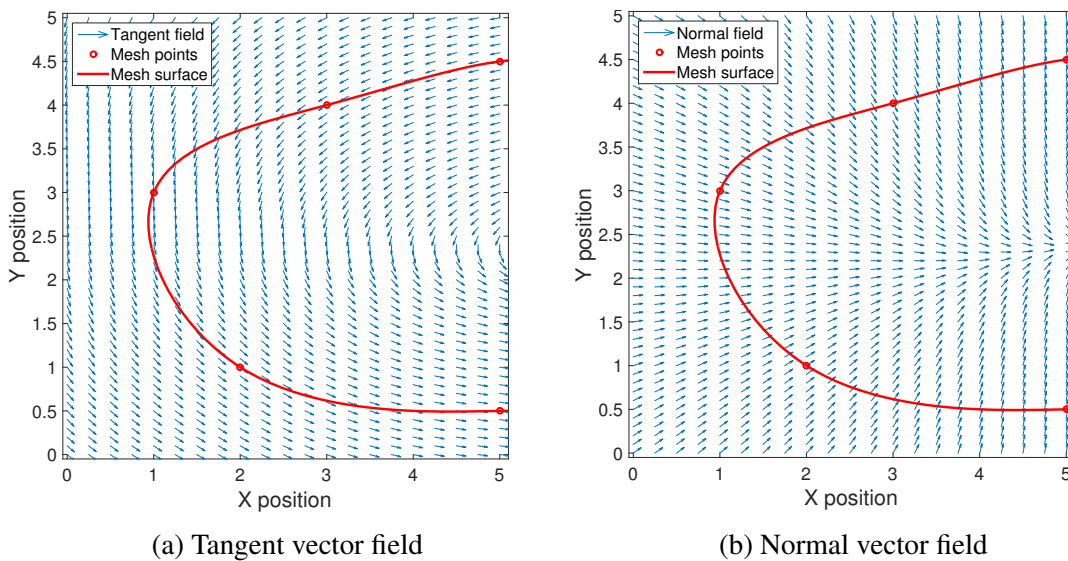 Tangent field
Mesh points
Mesh surface
5
4.5
4
3.5
3
2.5
2
1.5
1
0.5
0
Y position
0 1 2 3 4 5
X position
(a) Tangent vector field
Normal field
Mesh points
Mesh surface
5
4.5
4
3.5
3
2.5
2
1.5
1
0.5
0
Y position
0 1 2 3 4 5
X position
(b) Normal vector field